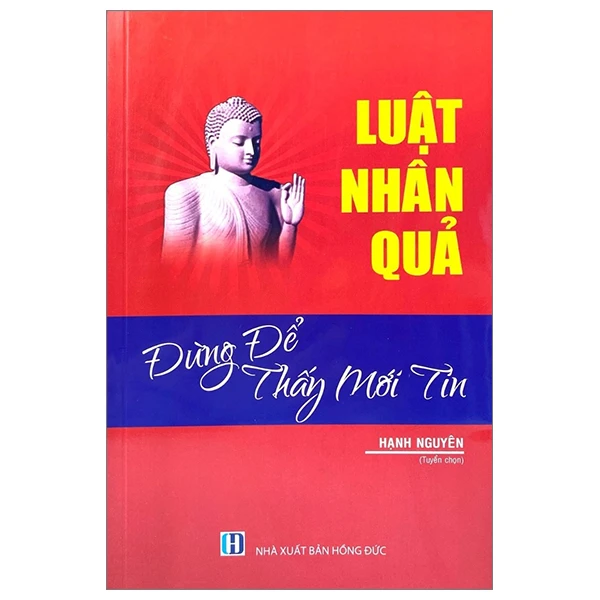 LUẬT
NHÂN
QUẢ
Đừng Để
Thấy Mới Tin
HẠNH NGUYÊN
(Tuyển chọn)
NHÀ XUẤT BẢN HỒNG ĐỨC